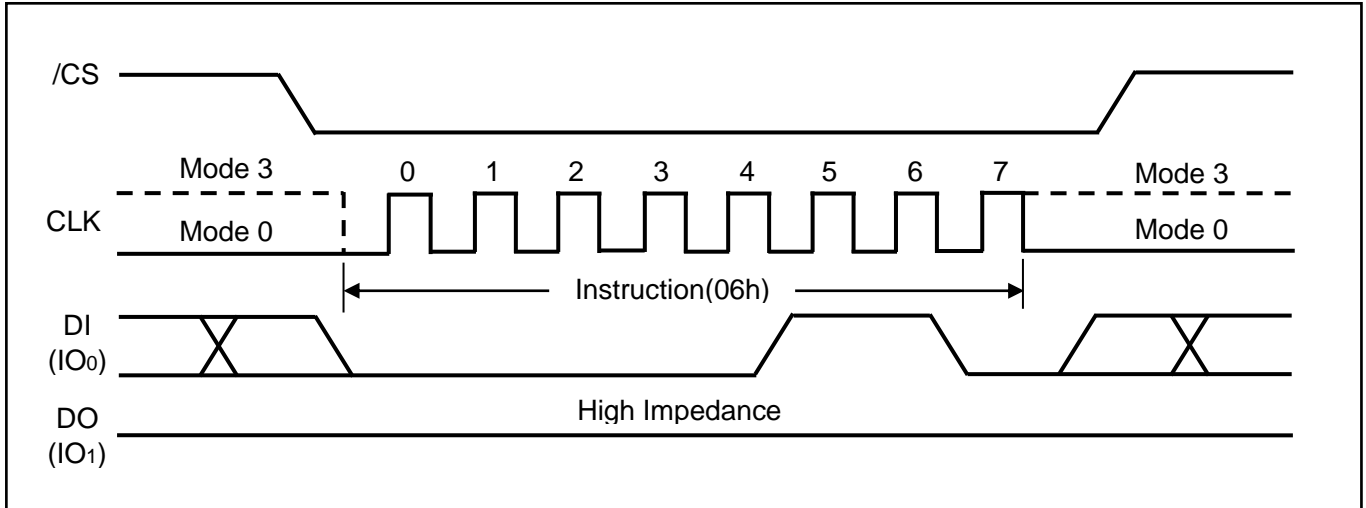 /CS
Mode 3 0 1 2 3 4 5 6 7 Mode 3
CLK
Mode 0 Mode 0
Instruction(06h)
DI
(IO0)
High Impedance
DO
(IO1)